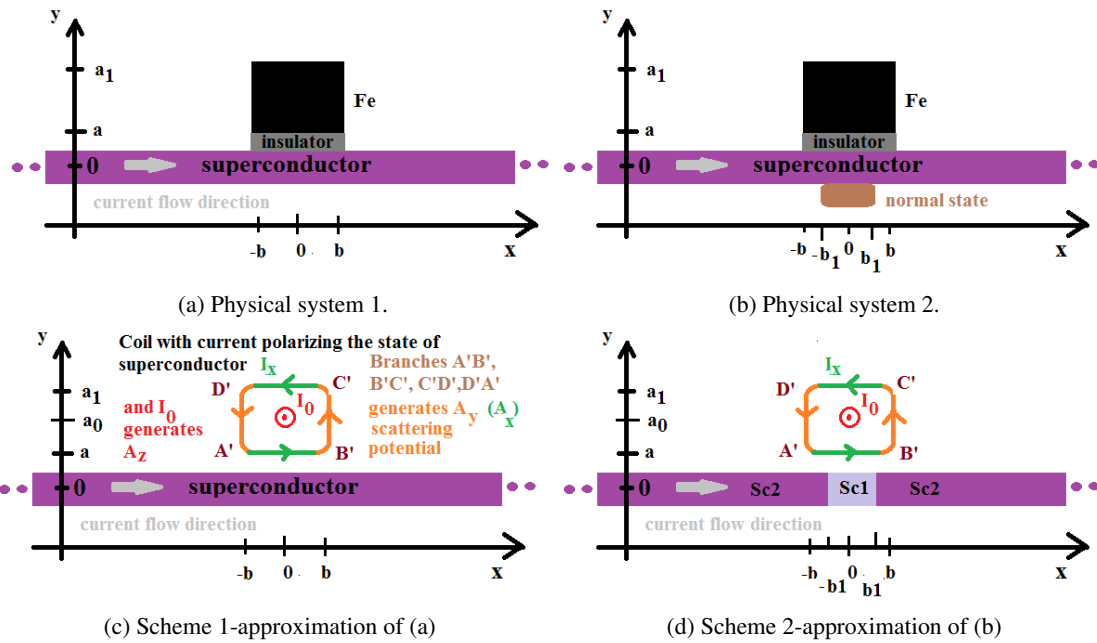 y
a1
a
0
Fe
insulator
superconductor
current flow direction
-b
0
b
x
(a) Physical system 1.
y
a1
a
0
Fe
insulator
superconductor
normal state
current flow direction
-b
-b1
0
b1
b
x
(b) Physical system 2.
y
Coil with current polarizing the state of
superconductor
Ix
Branches A'B',
B'C', C'D',D'A'
D'
C'
a1
and I0
I0
generates Ay (Ax)
a0
generates
scattering
Az
potential
a
A'
B'
0
superconductor
current flow direction
-b
0
b
x
(c) Scheme 1-approximation of (a)
y
Ix
D'
C'
a1
I0
a0
a
A'
B'
0
Sc2
Sc1
Sc2
current flow direction
-b
-b1
0
b1
b
x
(d) Scheme 2-approximation of (b)